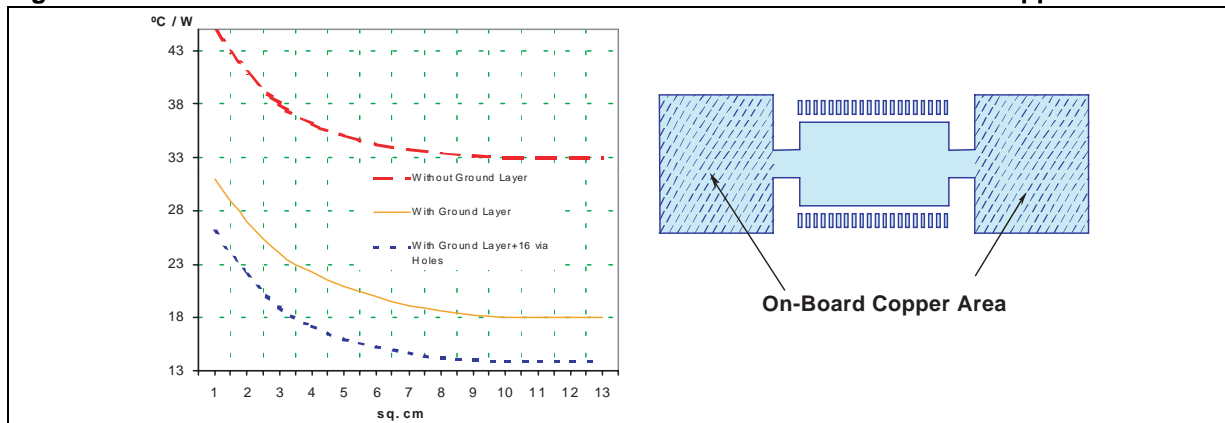 ºC / W
43
38
33
28
23
18
13
1 2 3 4 5 6 7 8 9 10 11 12 13
sq. cm
Without Ground Layer
With Ground Layer
With Ground Layer+16 via
Holes
On-Board Copper Area